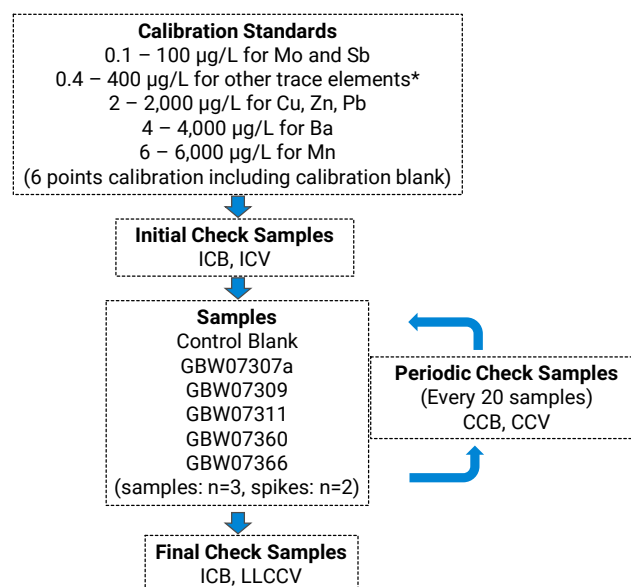 Calibration Standards
0.1 – 100 µg/L for Mo and Sb
0.4 – 400 µg/L for other trace elements*
2 – 2,000 µg/L for Cu, Zn, Pb
4 – 4,000 µg/L for Ba
6 – 6,000 µg/L for Mn
(6 points calibration including calibration blank)
Initial Check Samples
ICB, ICV
Samples
Control Blank
GBW07307a
GBW07309
GBW07311
GBW07360
GBW07366
(samples: n=3, spikes: n=2)
Periodic Check Samples
(Every 20 samples)
CCB, CCV
Final Check Samples
ICB, LLCCV